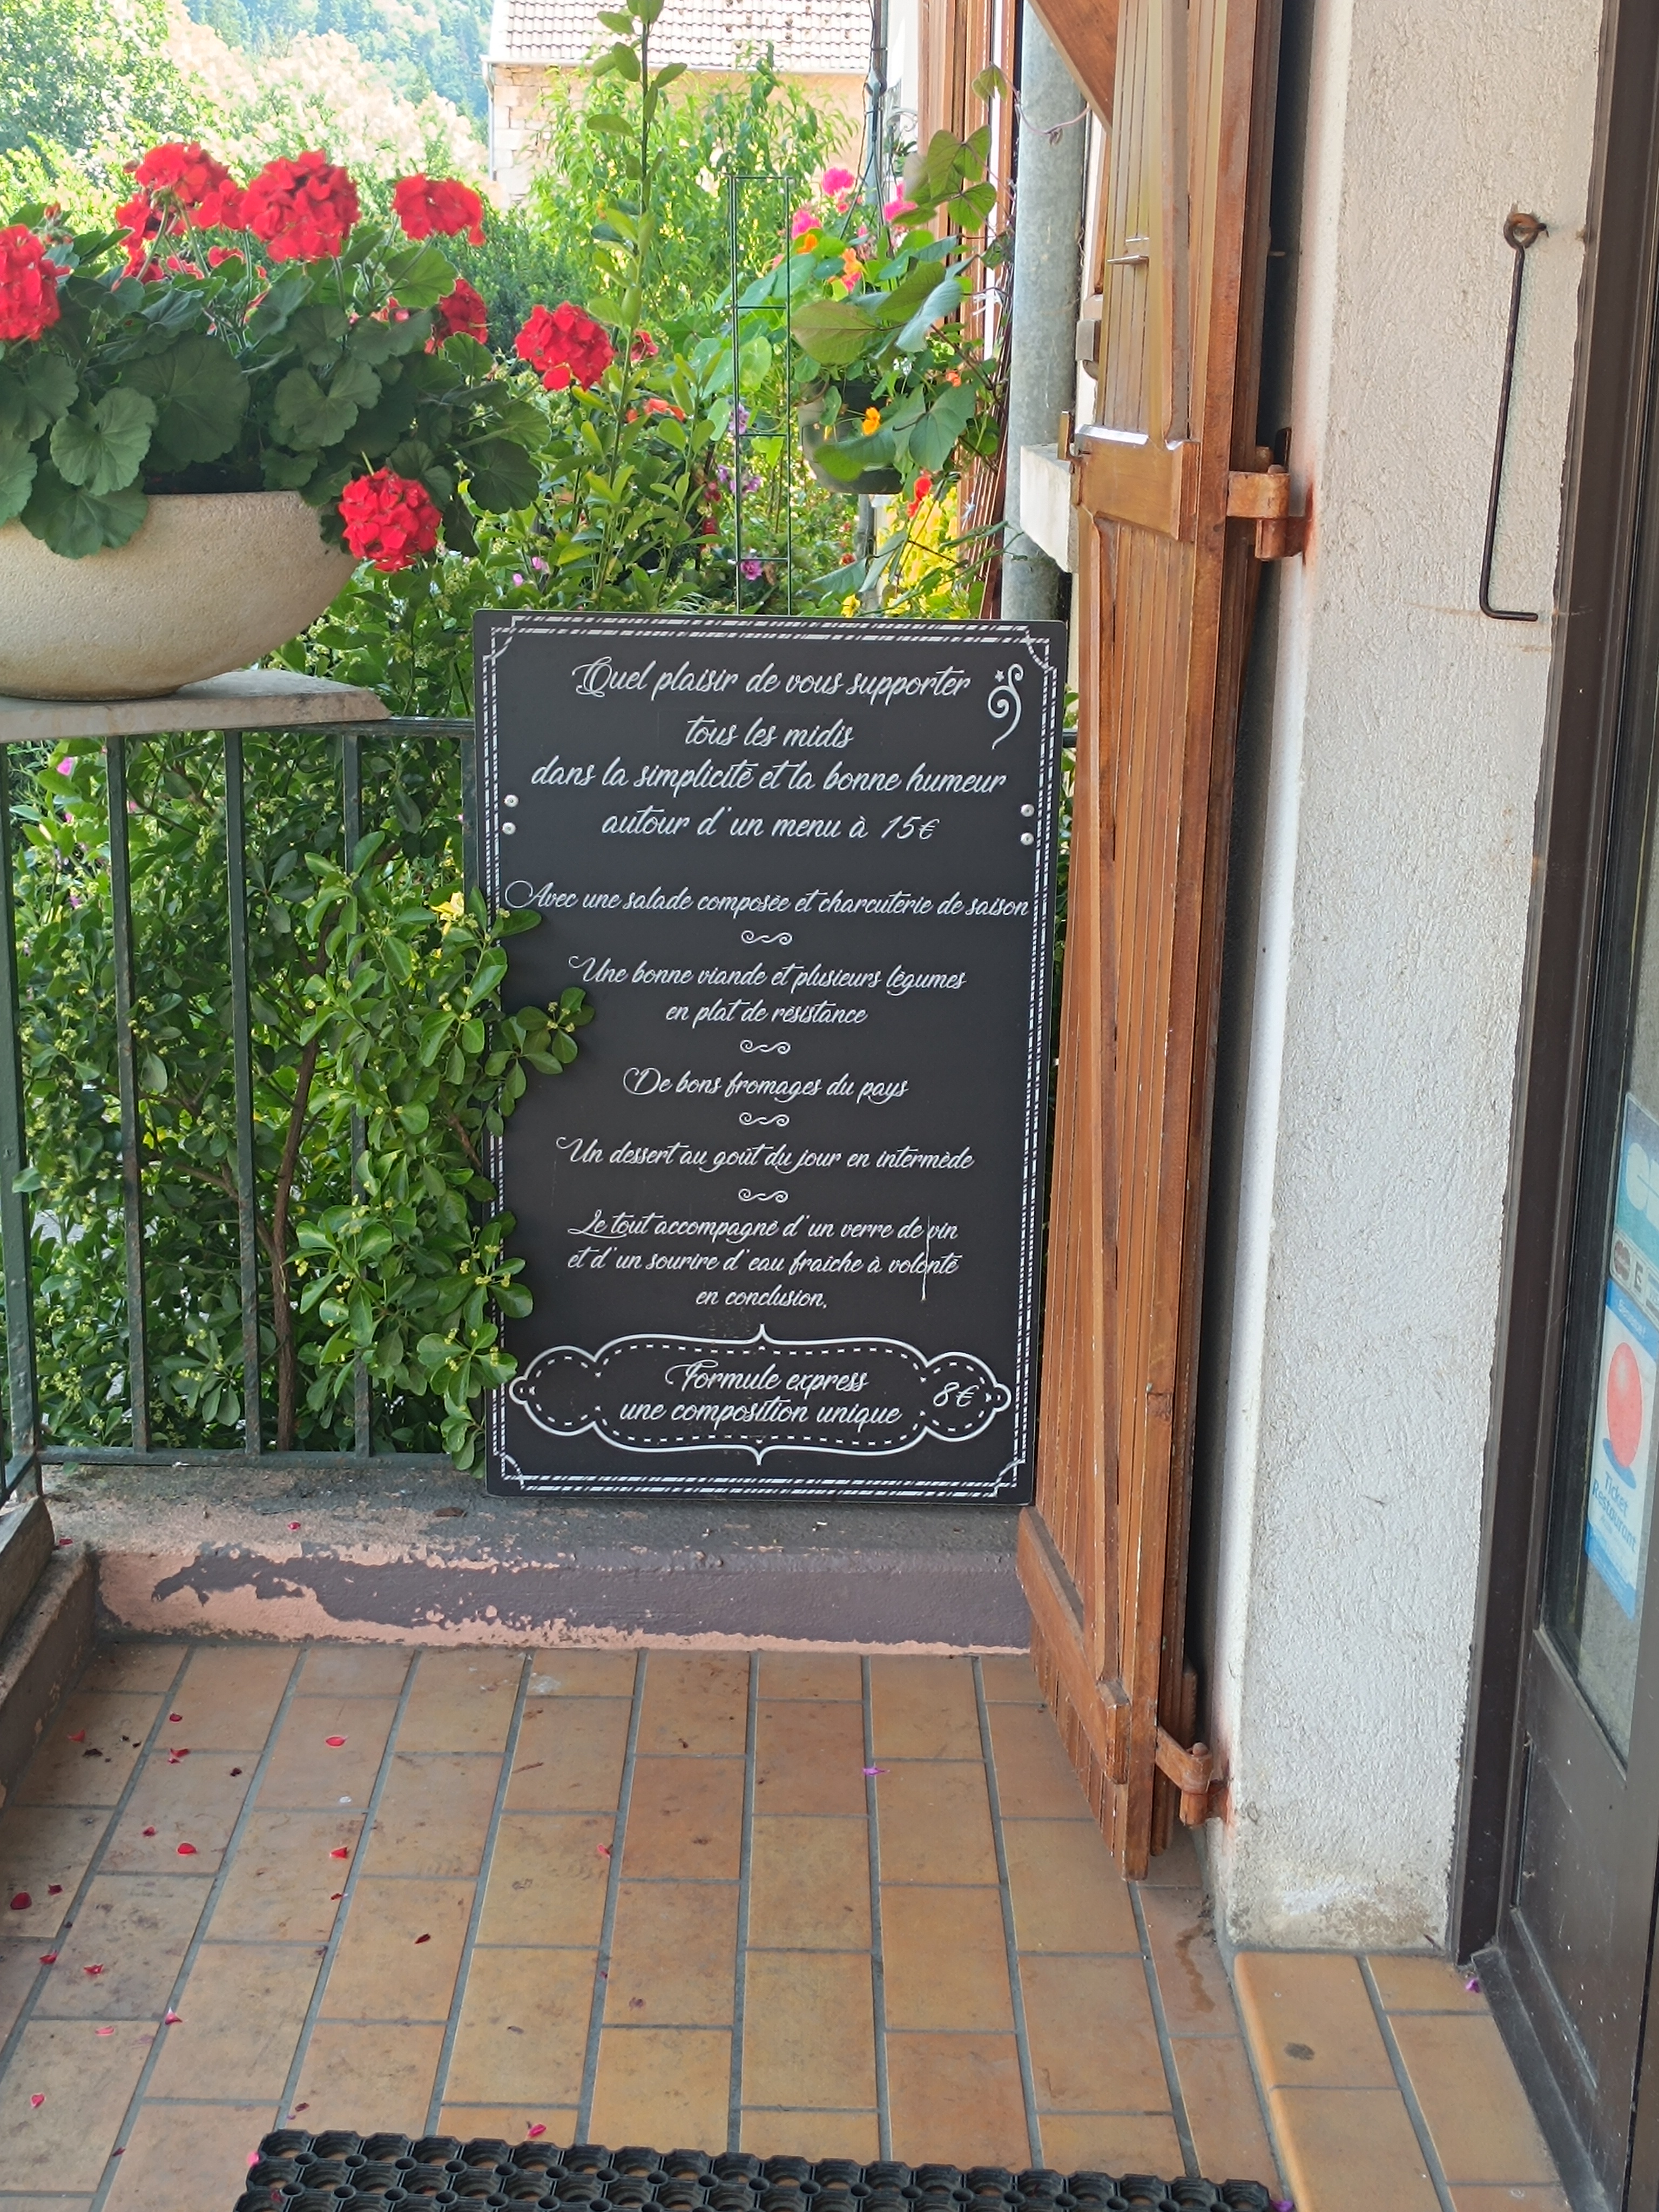 Quel plaisir de vous supporter
tous les midis
dans la simplicité et la bonne humeur
autour d'un menu à 15€
Avec une salade composée et charcuterie de saison
Une bonne viande et plusieurs légumes
en plat de résistance
De bons fromages du pays
Un dessert au goût du jour en intermède
Le tout accompagné d'un verre de vin
et d'un sourire d'eau fraîche à volonté
en conclusion,
Formule express
une composition unique
8€
Ticket
Restaurant